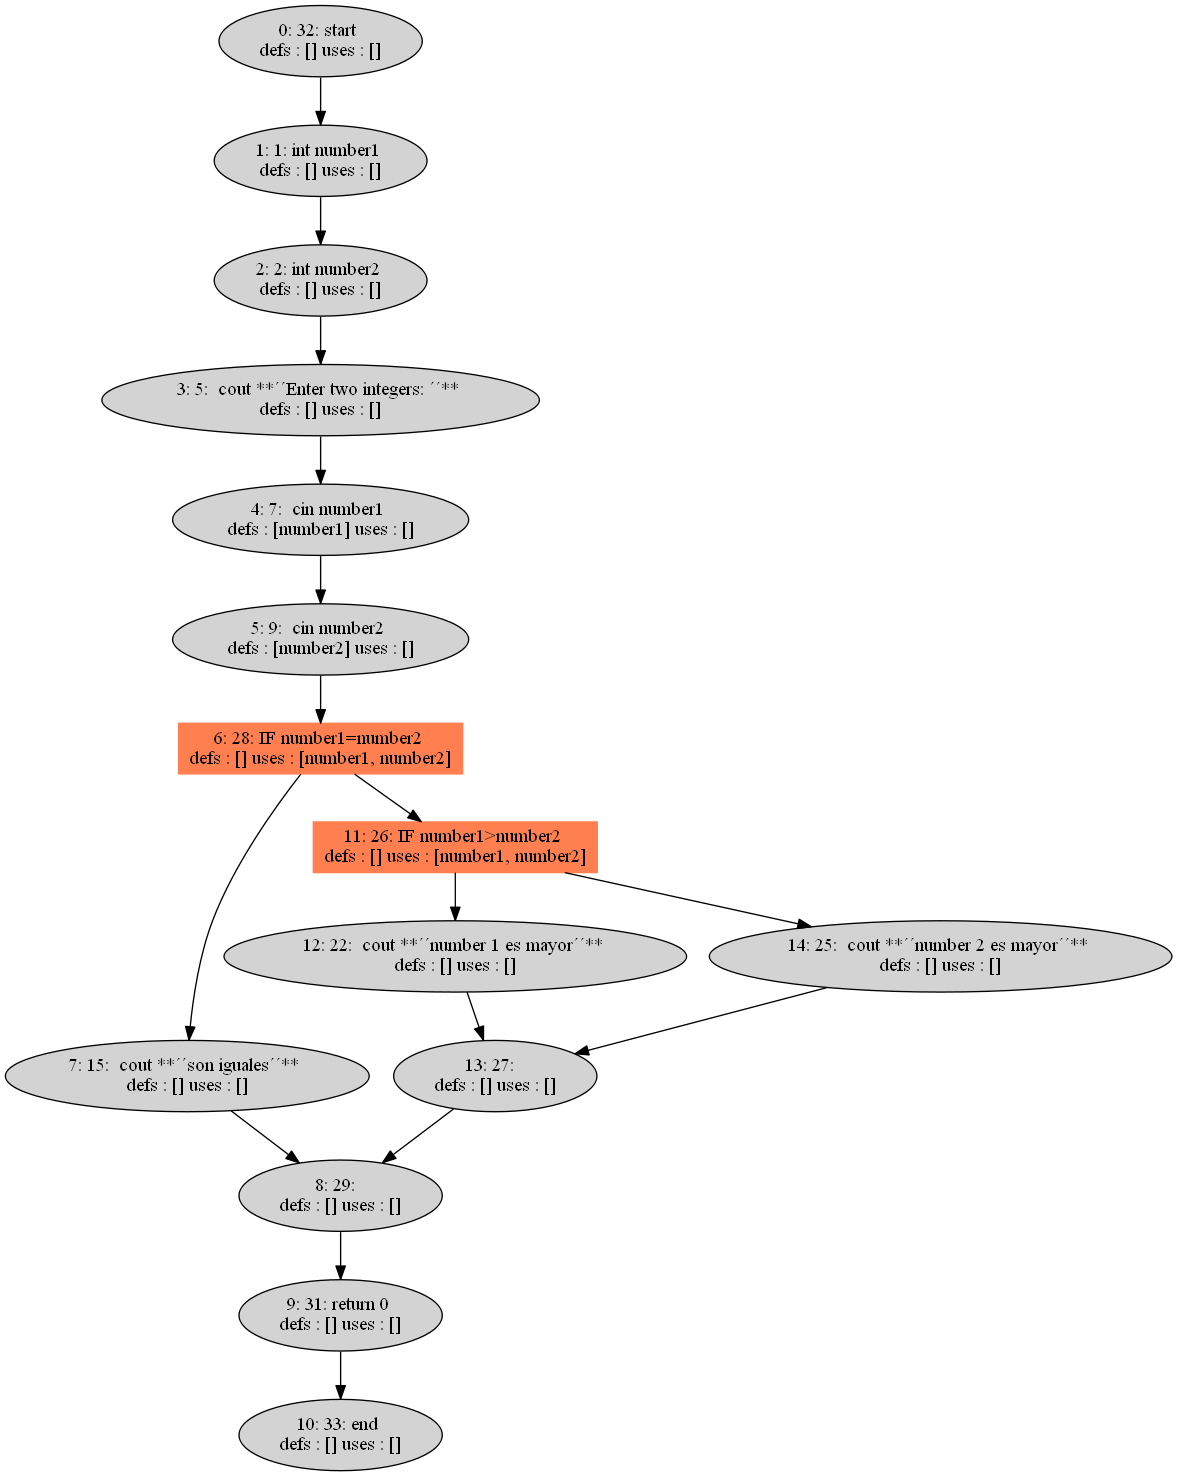 0: 32: start
defs : [] uses : []
1: 1: int number1
defs : [] uses : []
2: 2: int number2
defs : [] uses : []
3: 5:  cout **´´Enter two integers: ´´**
defs : [] uses : []
4: 7:  cin number1
defs : [number1] uses : []
5: 9:  cin number2
defs : [number2] uses : []
6: 28: IF number1=number2
defs : [] uses : [number1, number2]
11: 26: IF number1>number2
defs : [] uses : [number1, number2]
12: 22:  cout **´´number 1 es mayor´´**
defs : [] uses : []
14: 25:  cout **´´number 2 es mayor´´**
defs : [] uses : []
7: 15:  cout **´´son iguales´´**
defs : [] uses : []
13: 27:
defs : [] uses : []
8: 29:
defs : [] uses : []
9: 31: return 0
defs : [] uses : []
10: 33: end
defs : [] uses : []